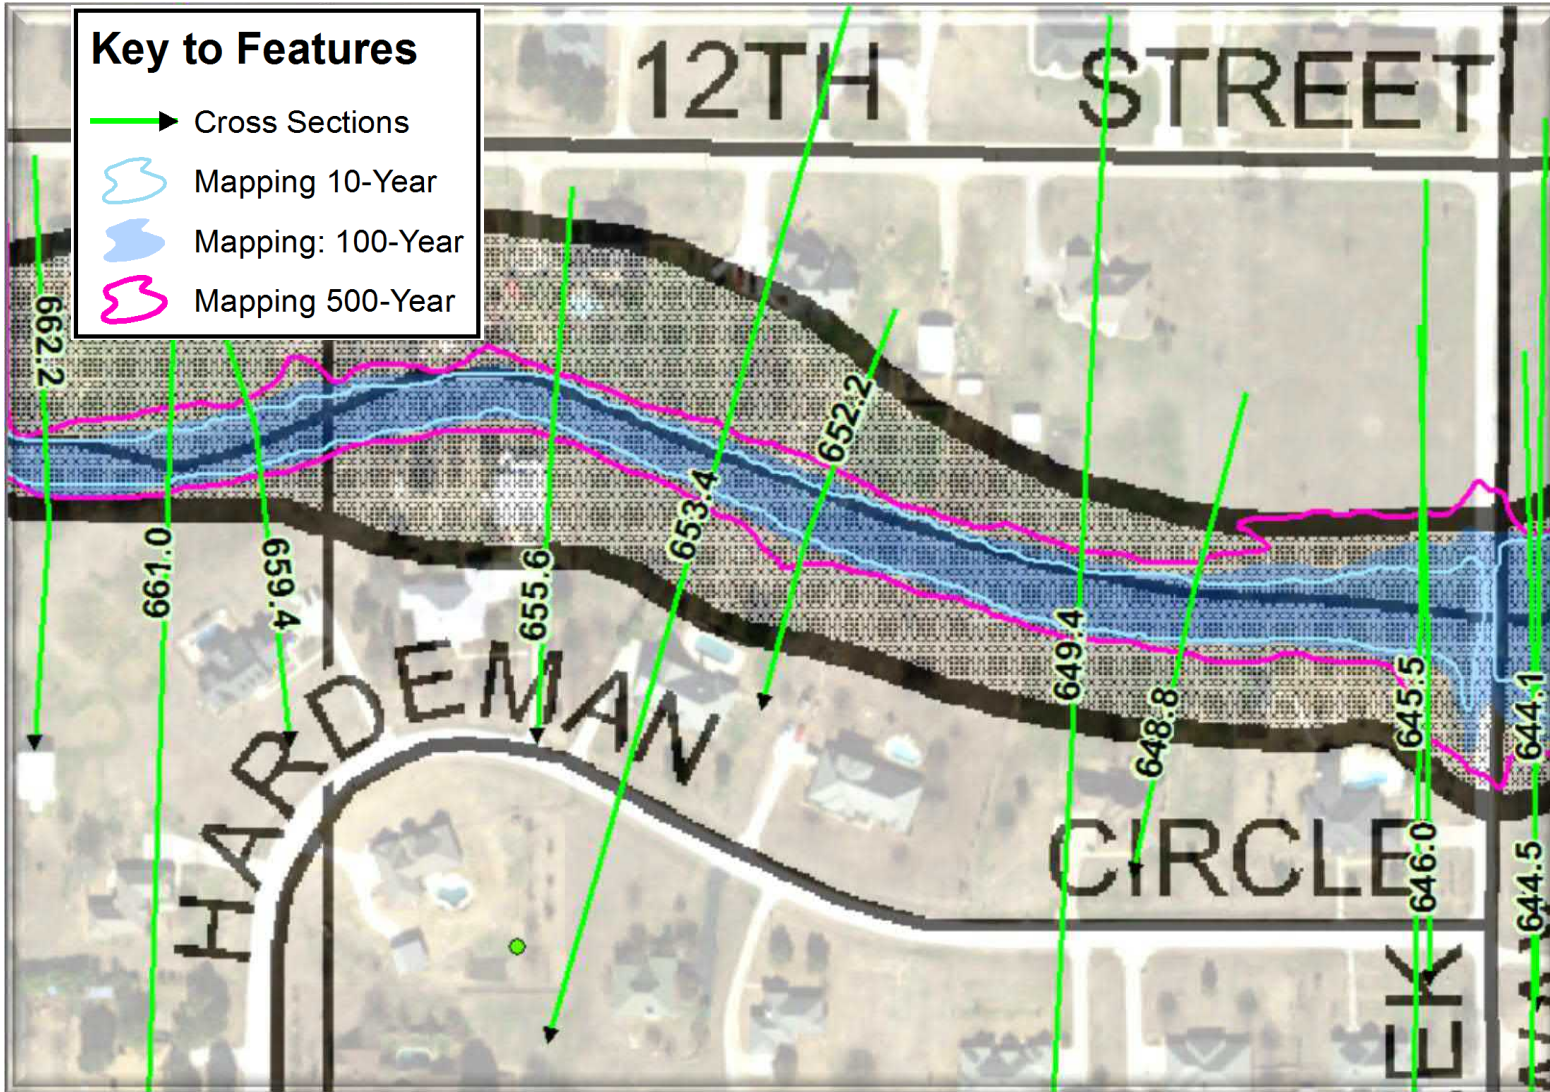 Key to Features
Cross Sections
Mapping 10-Year
Mapping: 100-Year
Mapping 500-Year
12TH STREET
662.2
661.0
659.4
655.6
653.4
652.2
649.4
648.8
645.5
646.0
644.1
644.5
HARDEMAN CIRCLE
EK